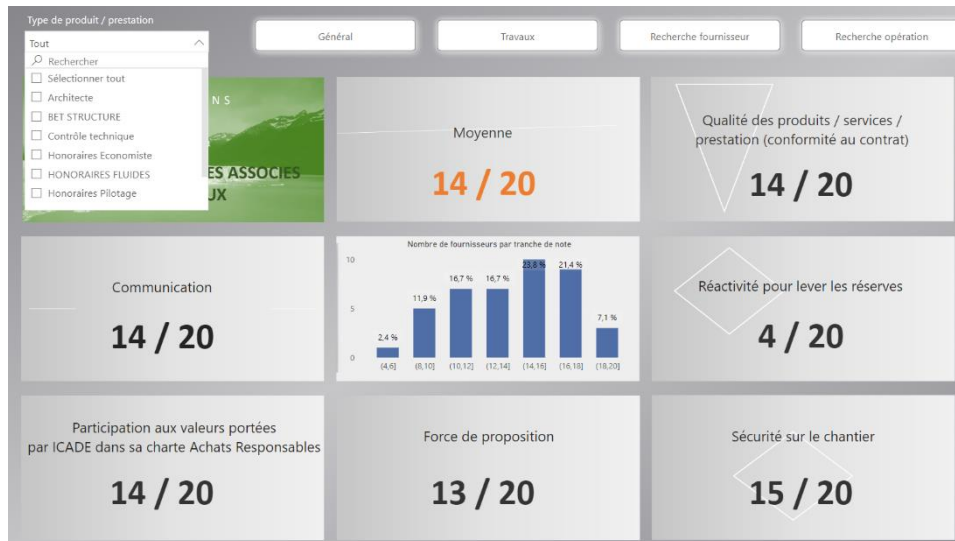 Type de produit / prestation
Tout
Rechercher
Sélectionner tout
Architecte
BET STRUCTURE
Contrôle technique
Honoraires Economiste
HONORAIRES FLUIDES
Honoraires Pilotage
Général
Travaux
Recherche fournisseur
Recherche opération
N S
ES ASSOCIES
UX
Moyenne
14 / 20
Qualité des produits / services /
prestation (conformité au contrat)
14 / 20
Communication
14 / 20
Nombre de fournisseurs par tranche de note
10
5
0
2,4 %
11,9 %
16,7 %
16,7 %
23,8 %
21,4 %
7,1 %
(4,6]
(8,10]
(10,12]
(12,14]
(14,16]
(16,18]
(18,20]
Réactivité pour lever les réserves
4 / 20
Participation aux valeurs portées
par ICADE dans sa charte Achats Responsables
14 / 20
Force de proposition
13 / 20
Sécurité sur le chantier
15 / 20